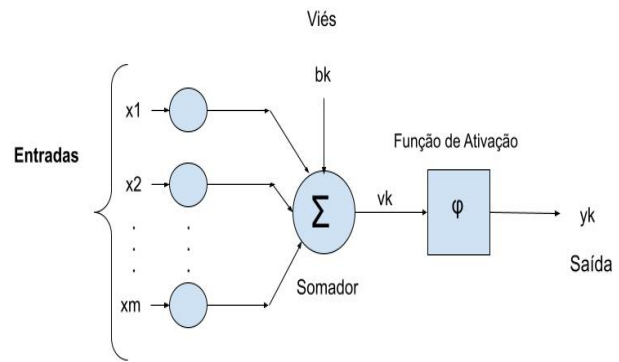 Viés
bk
x1
Entradas
x2
. .
. .
. .
xm
Σ
Somador
vk
Função de Ativação
φ
yk
Saída